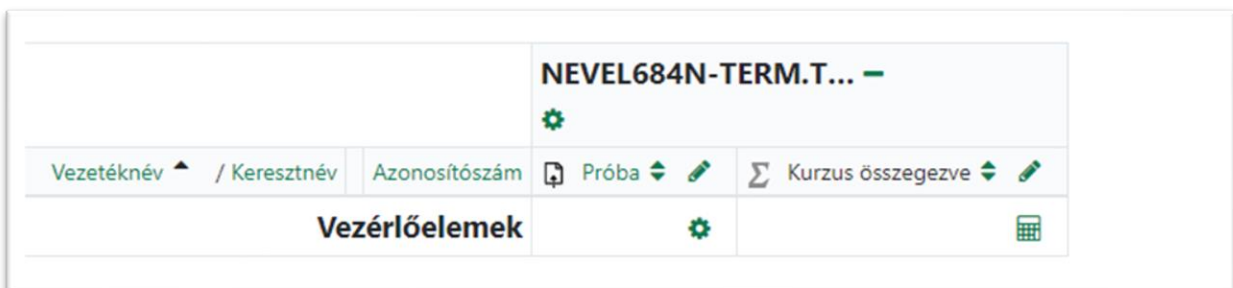 NEVEL684N-TERM.T...
Vezetéknév / Keresztnév Azonosítószám Próba Σ Kurzus összegezve
Vezérlőelemek